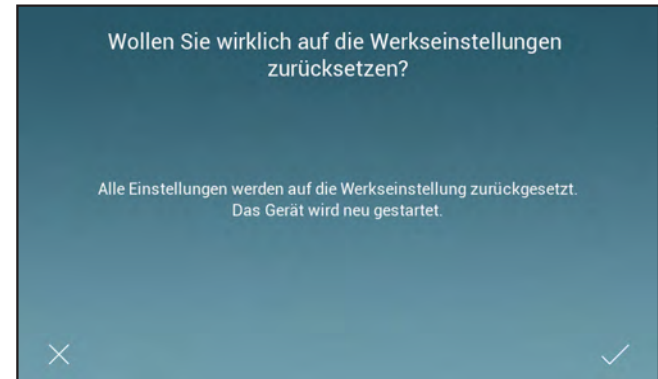 Wollen Sie wirklich auf die Werkseinstellungen
zurücksetzen?
Alle Einstellungen werden auf die Werkseinstellung zurückgesetzt.
Das Gerät wird neu gestartet.